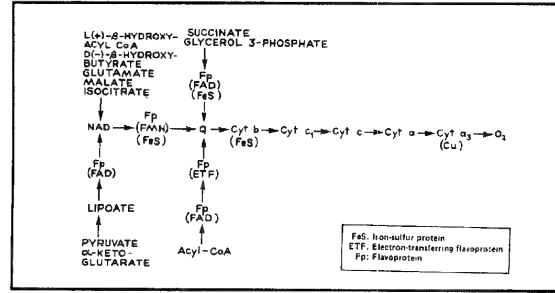 L(+)-β-HYDROXY-
ACYL CoA
D(-)-β-HYDROXY-
BUTYRATE
GLUTAMATE
MALATE
ISOCITRATE
SUCCINATE
GLYCEROL 3-PHOSPHATE
Fp
(FAD)
(FeS)
NAD
Fp
(FMN)
(FeS)
Q
Cyt b
(FeS)
Cyt c₁
Cyt c
Cyt a
Cyt a₃
(Cu)
O₂
Fp
(FAD)
LIPOATE
PYRUVATE
α-KETO-
GLUTARATE
Fp
(ETF)
Fp
(FAD)
Acyl-CoA
FeS. Iron-sulfur protein
ETF. Electron-transferring flavoprotein
Fp: Flavoprotein